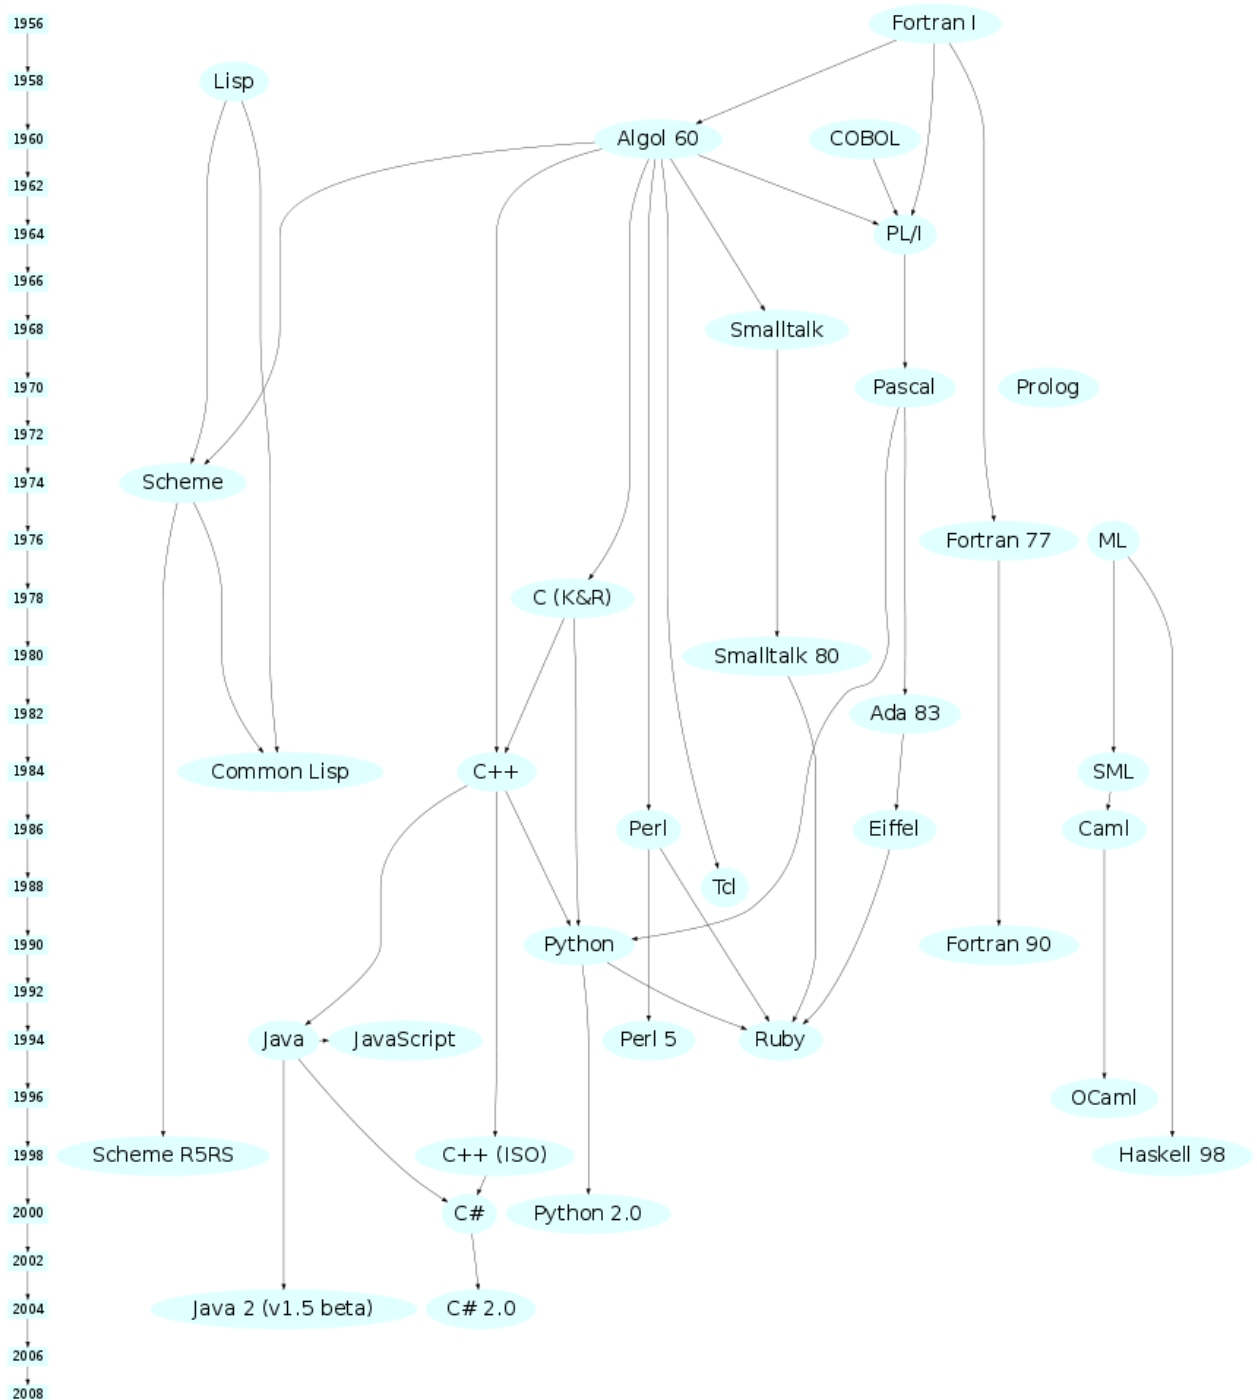 1956 Fortran I
1958 Lisp
1960 Algol 60 COBOL
1962
1964 PL/I
1966
1968 Smalltalk
1970 Pascal Prolog
1972
1974 Scheme
1976 Fortran 77 ML
1978 C (K&R)
1980 Smalltalk 80
1982 Ada 83
1984 Common Lisp C++ SML
1986 Perl Eiffel Caml
1988 Tcl
1990 Python Fortran 90
1992
1994 Java JavaScript Perl 5 Ruby
1996 OCaml
1998 Scheme R5RS C++ (ISO) Haskell 98
2000 C# Python 2.0
2002
2004 Java 2 (v1.5 beta) C# 2.0
2006
2008